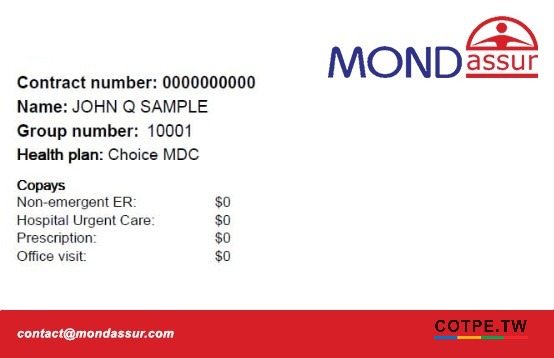 MONDassur
Contract number: 0000000000
Name: JOHN Q SAMPLE
Group number: 10001
Health plan: Choice MDC
Copays
Non-emergent ER: $0
Hospital Urgent Care: $0
Prescription: $0
Office visit: $0
contact@mondassur.com
COTPE.TW